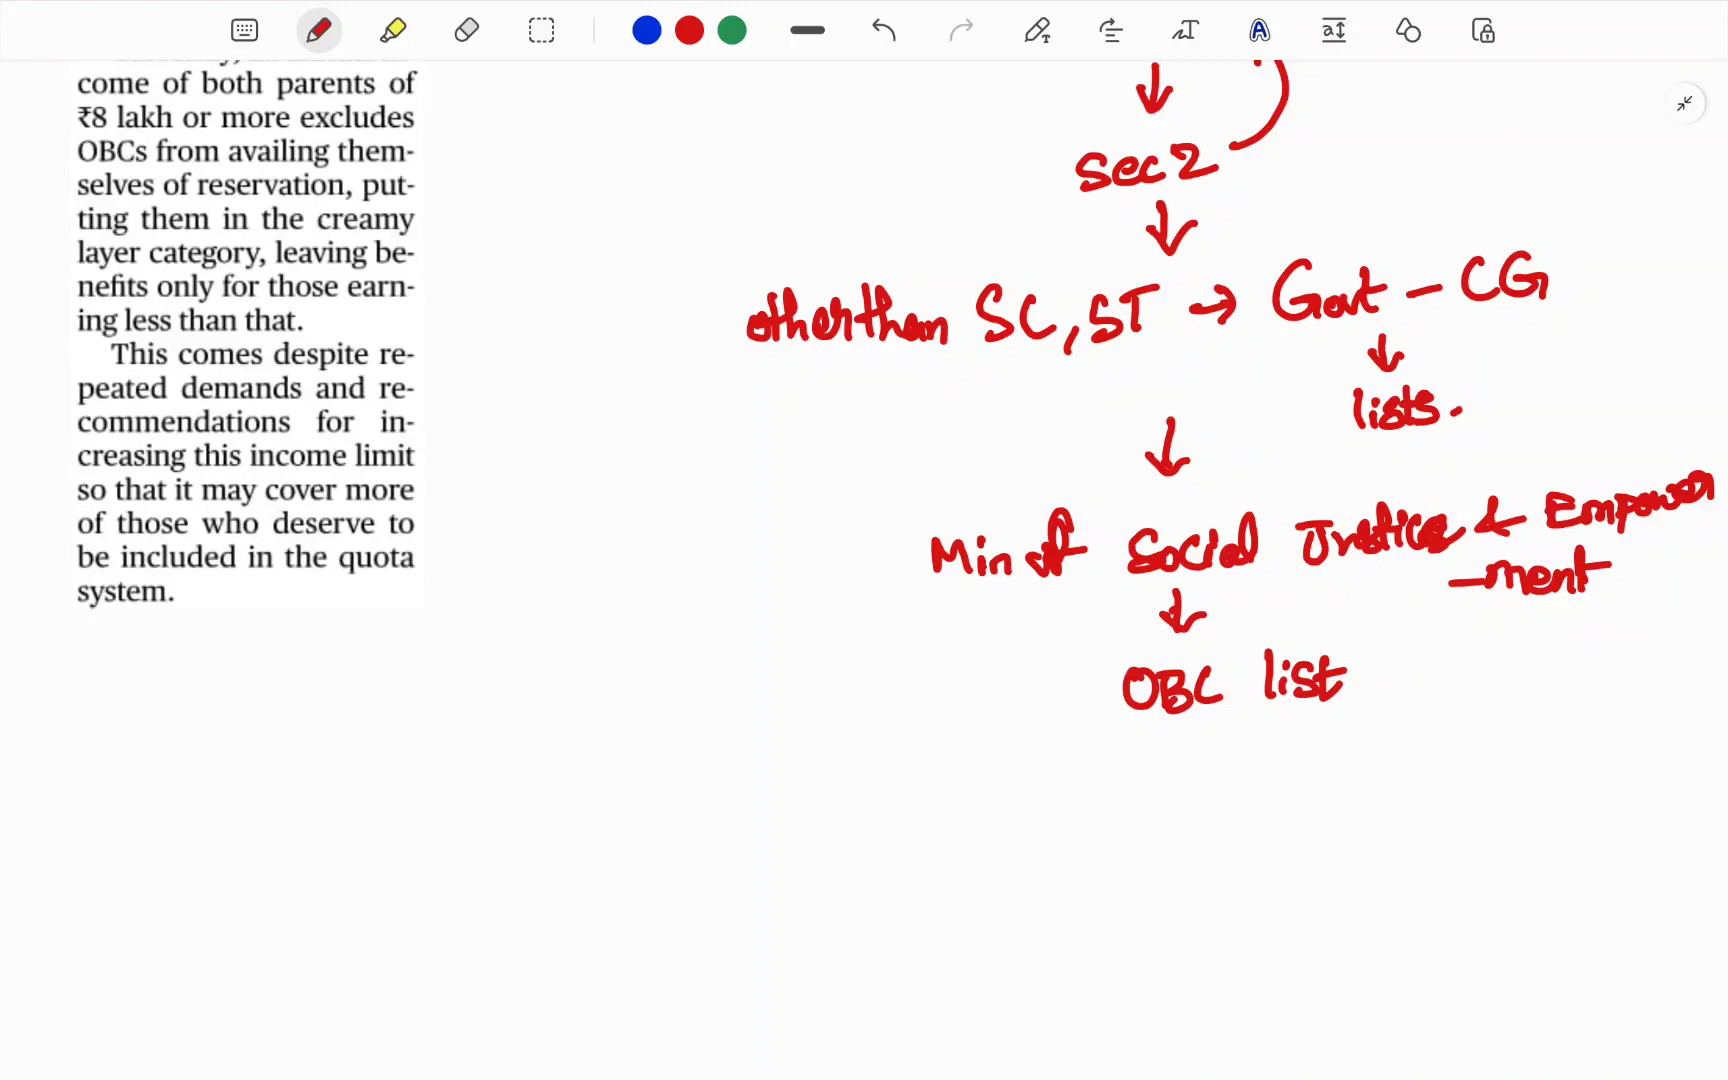 come of both parents of
₹8 lakh or more excludes
OBCs from availing them-
selves of reservation, put-
ting them in the creamy
layer category, leaving be-
nefits only for those earn-
ing less than that.
This comes despite re-
peated demands and re-
commendations for in-
creasing this income limit
so that it may cover more
of those who deserve to
be included in the quota
system.
Sec 2
other than SC, ST → Govt - CG
lists.
Min of Social Justice & Empower
-ment
OBC list